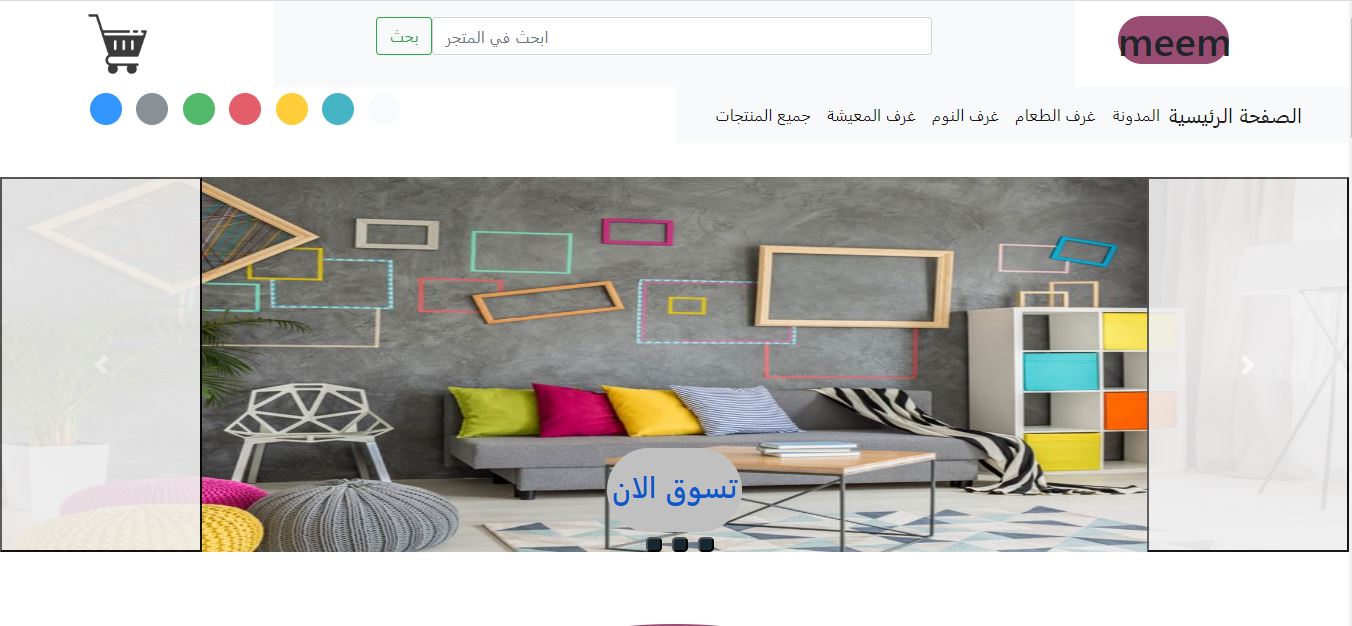 meem
ابحث في المتجر
بحث
الصفحة الرئيسية
المدونة
غرف الطعام
غرف النوم
غرف المعيشة
جميع المنتجات
تسوق الان